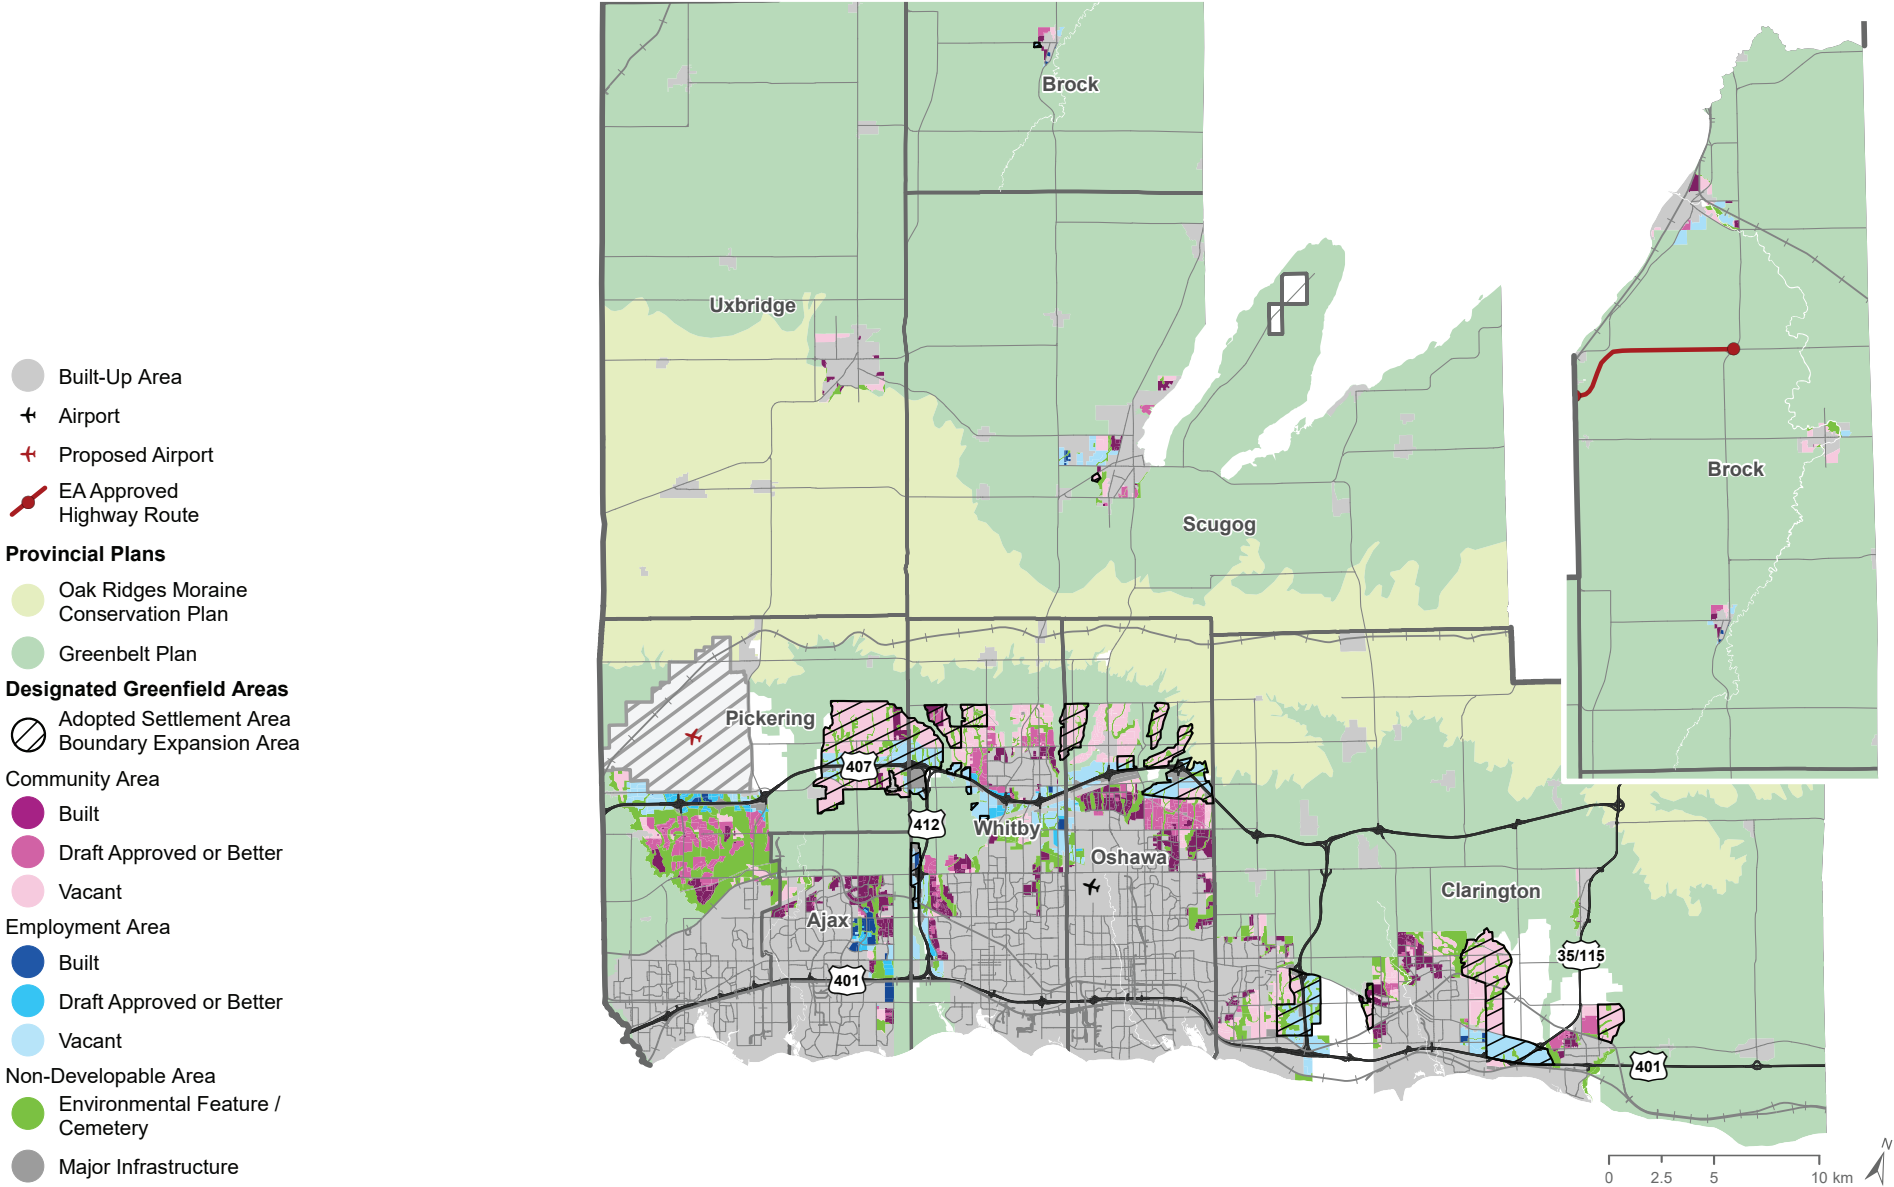 Built-Up Area
Airport
Proposed Airport
EA Approved
Highway Route
Provincial Plans
Oak Ridges Moraine
Conservation Plan
Greenbelt Plan
Designated Greenfield Areas
Adopted Settlement Area
Boundary Expansion Area
Community Area
Built
Draft Approved or Better
Vacant
Employment Area
Built
Draft Approved or Better
Vacant
Non-Developable Area
Environmental Feature /
Cemetery
Major Infrastructure
Brock
Uxbridge
Scugog
Brock
Pickering
407
412
Whitby
Oshawa
Ajax
401
Clarington
35/115
401
N
0 2.5 5 10 km